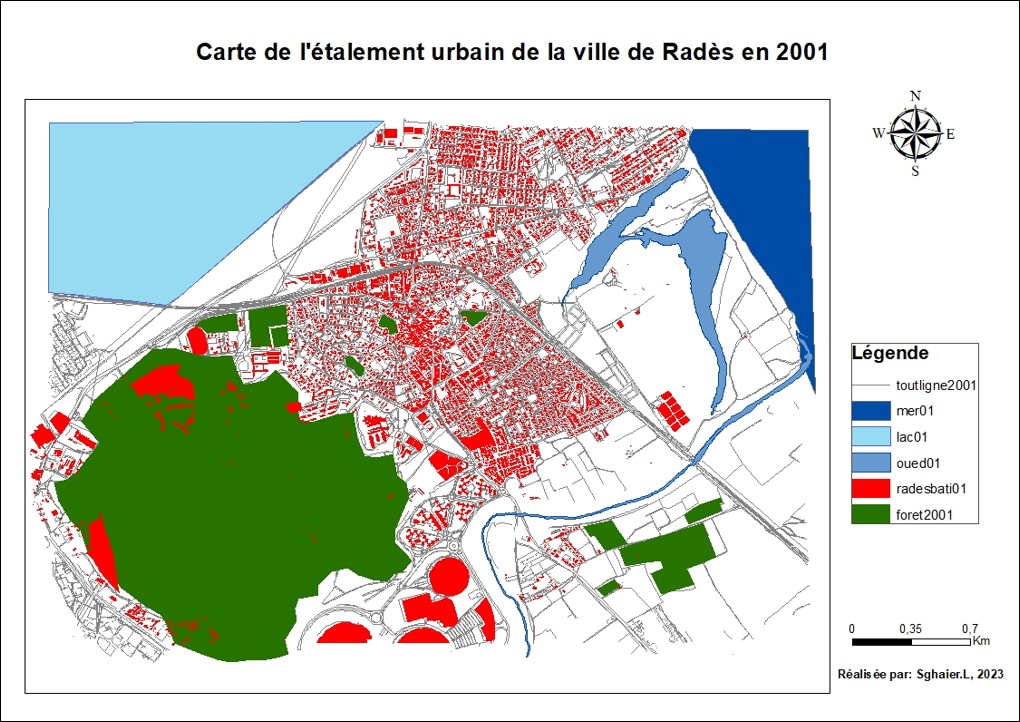 Carte de l'étalement urbain de la ville de Radès en 2001
N
W E
S
Légende
toutligne2001
mer01
lac01
oued01
radesbati01
foret2001
0 0,35 0,7
Km
Réalisée par: Sghaier.L, 2023